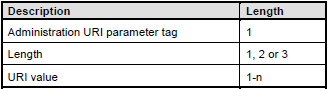 Description Length
Administration URI parameter tag 1
Length 1, 2 or 3
URI value 1-n